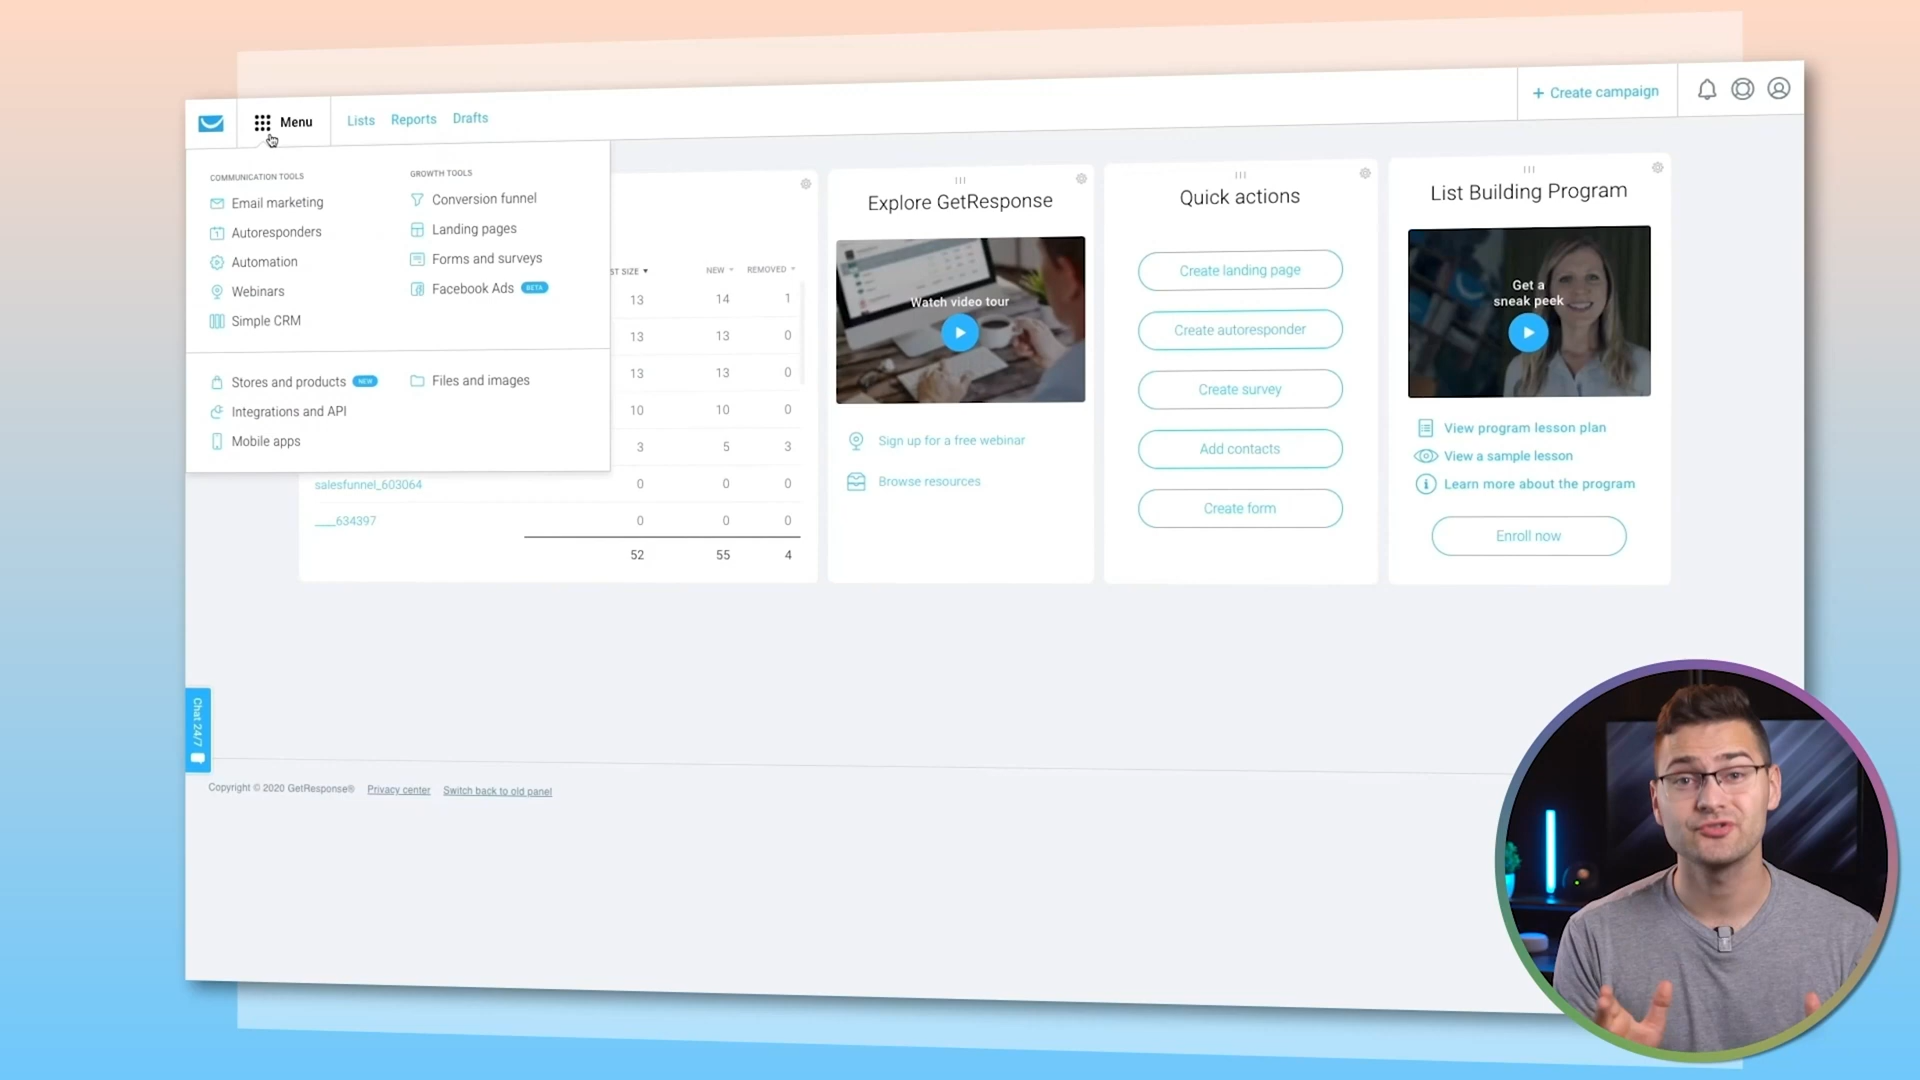 Menu
Lists
Reports
Drafts
+ Create campaign
COMMUNICATION TOOLS
Email marketing
Autoresponders
Automation
Webinars
Simple CRM
GROWTH TOOLS
Conversion funnel
Landing pages
Forms and surveys
Facebook Ads BETA
Stores and products NEW
Integrations and API
Mobile apps
Files and images
ST SIZE NEW REMOVED
13 14 1
13 13 0
13 13 0
10 10 0
3 5 3
salesfunnel_603064 0 0 0
___634397 0 0 0
52 55 4
Explore GetResponse
Watch video tour
Sign up for a free webinar
Browse resources
Quick actions
Create landing page
Create autoresponder
Create survey
Add contacts
Create form
List Building Program
Get a
sneak peek
View program lesson plan
View a sample lesson
Learn more about the program
Enroll now
Chat 24/7
Copyright © 2020 GetResponse® Privacy center Switch back to old panel